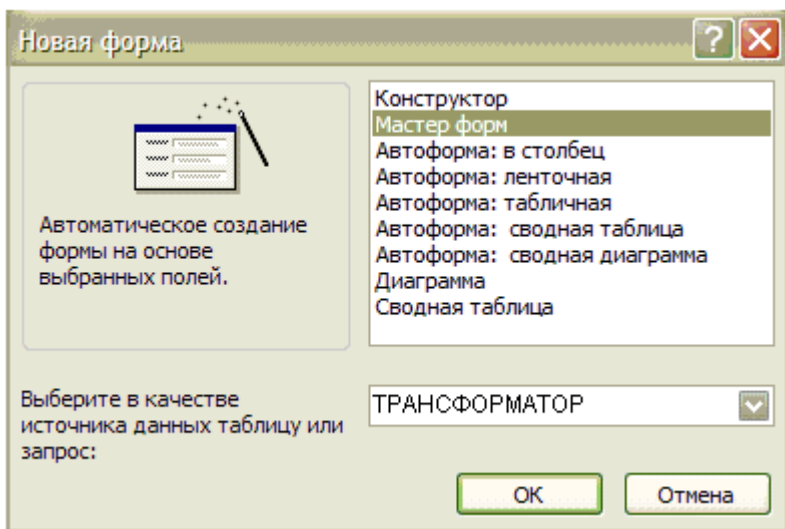 Новая форма
Конструктор
Мастер форм
Автоформа: в столбец
Автоформа: ленточная
Автоформа: табличная
Автоформа: сводная таблица
Автоформа: сводная диаграмма
Диаграмма
Сводная таблица
Автоматическое создание
формы на основе
выбранных полей.
Выберите в качестве
источника данных таблицу или
запрос:
ТРАНСФОРМАТОР
ОК
Отмена